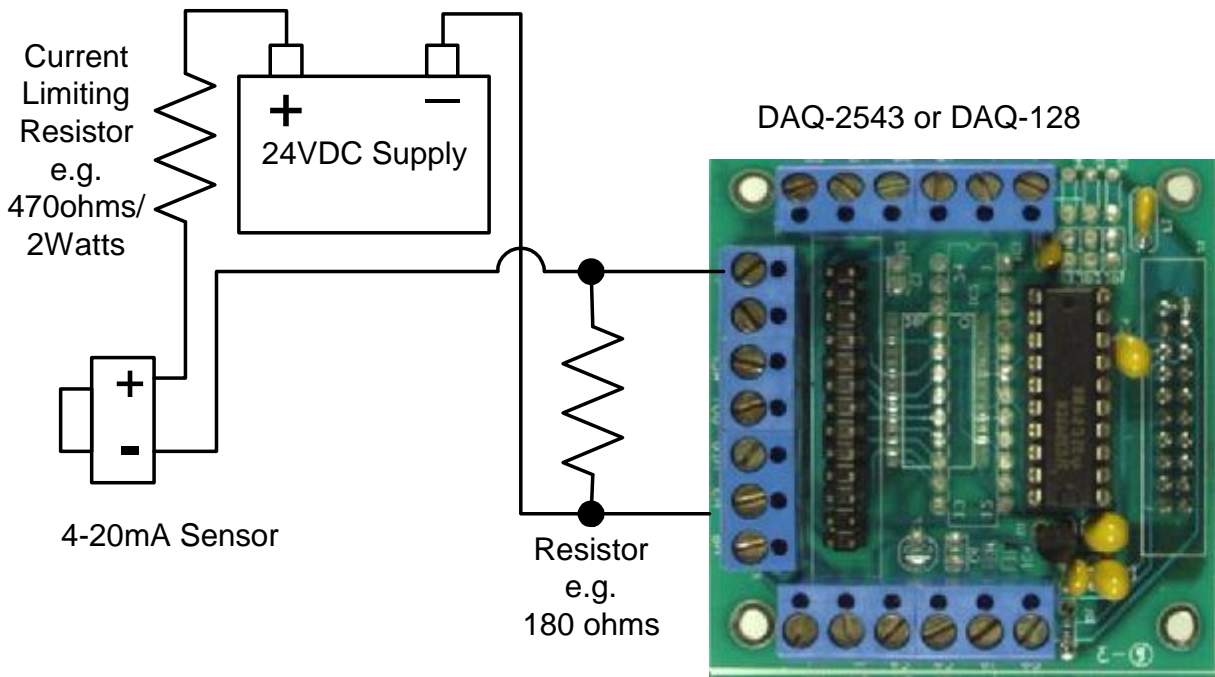 Current
Limiting
Resistor
e.g.
470ohms/
2Watts
+
−
24VDC Supply
DAQ-2543 or DAQ-128
+
-
4-20mA Sensor
Resistor
e.g.
180 ohms